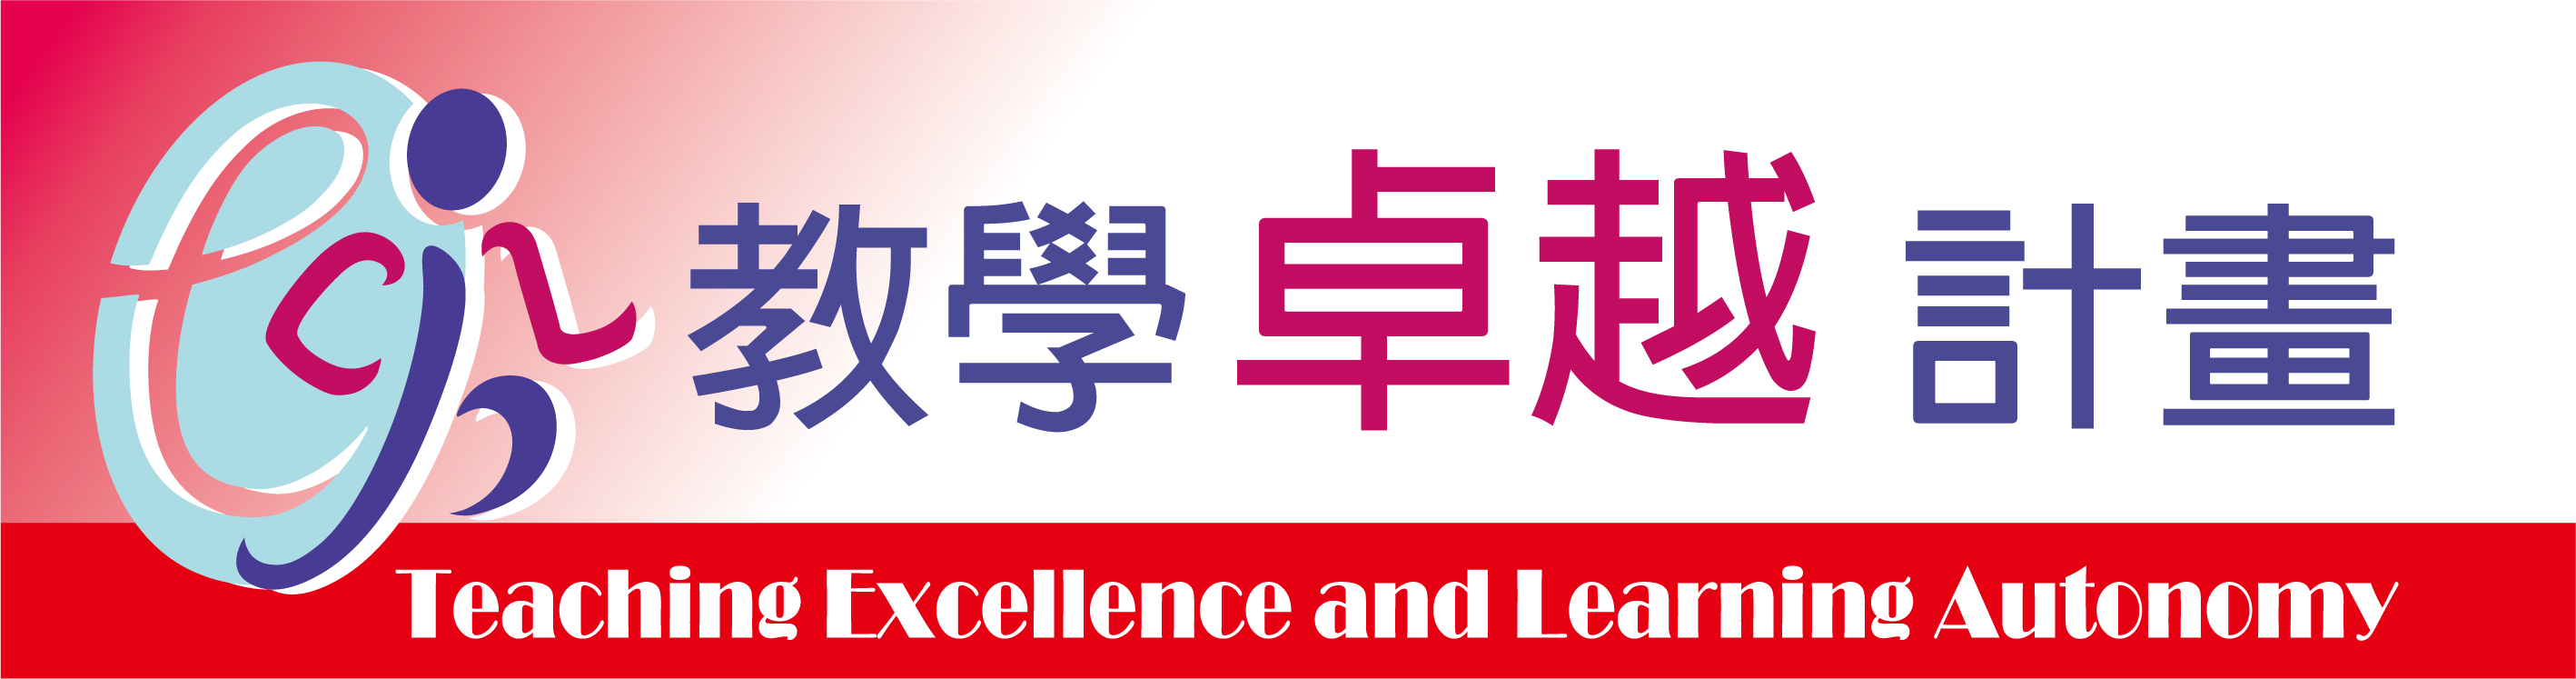 教學卓越計畫
Teaching Excellence and Learning Autonomy